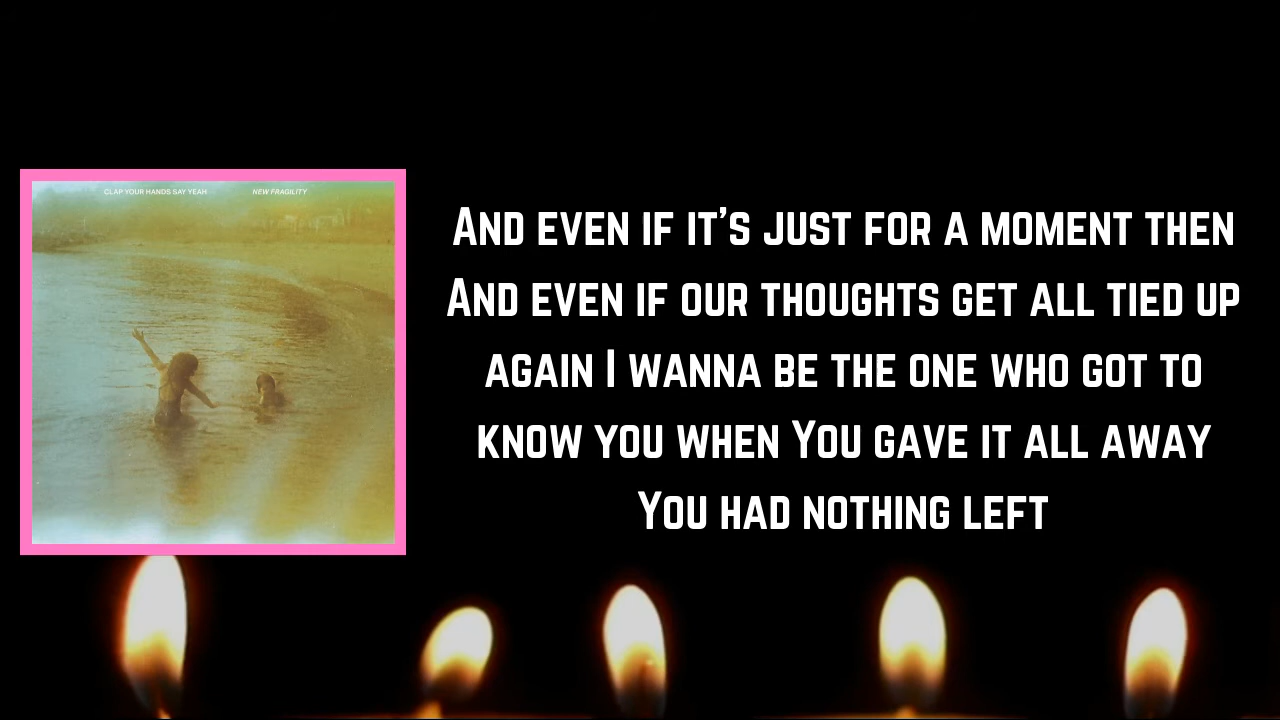 CLAP YOUR HANDS SAY YEAH NEW FRAGILITY
And even if it's just for a moment then
And even if our thoughts get all tied up
again I wanna be the one who got to
know you when You gave it all away
You had nothing left